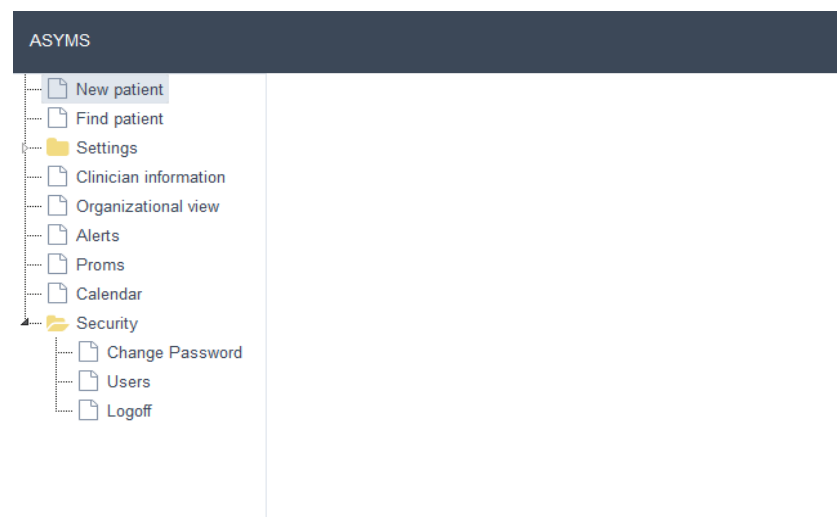 ASYMS
New patient
Find patient
Settings
Clinician information
Organizational view
Alerts
Proms
Calendar
Security
Change Password
Users
Logoff